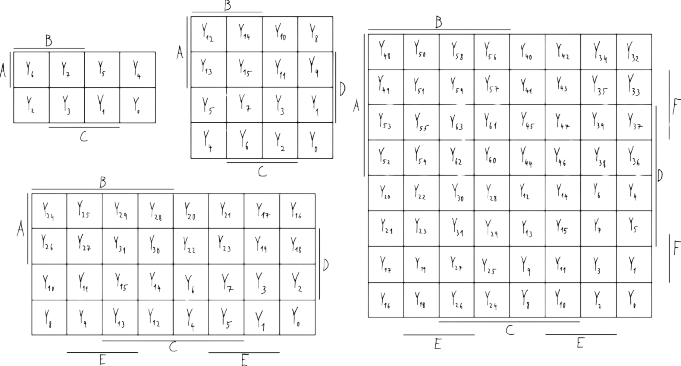 B
A
Y6 Y7 Y5 Y4
Y2 Y3 Y1 Y0
C
B
A
Y12 Y14 Y10 Y8
Y13 Y15 Y11 Y9
D
Y5 Y7 Y3 Y1
Y4 Y6 Y2 Y0
C
B
A
Y24 Y25 Y29 Y28 Y20 Y21 Y17 Y16
Y26 Y27 Y31 Y30 Y22 Y23 Y19 Y18
D
Y10 Y11 Y15 Y14 Y6 Y7 Y3 Y2
Y8 Y9 Y13 Y12 Y4 Y5 Y1 Y0
C
E E
B
Y48 Y50 Y58 Y56 Y40 Y42 Y34 Y32
Y49 Y51 Y59 Y57 Y41 Y43 Y35 Y33
F
A
Y53 Y55 Y63 Y61 Y45 Y47 Y39 Y37
Y52 Y54 Y62 Y60 Y44 Y46 Y38 Y36
D
Y20 Y22 Y30 Y28 Y12 Y14 Y6 Y4
Y21 Y23 Y31 Y29 Y13 Y15 Y7 Y5
F
Y17 Y19 Y27 Y25 Y9 Y11 Y3 Y1
Y16 Y18 Y26 Y24 Y8 Y10 Y2 Y0
C
E E